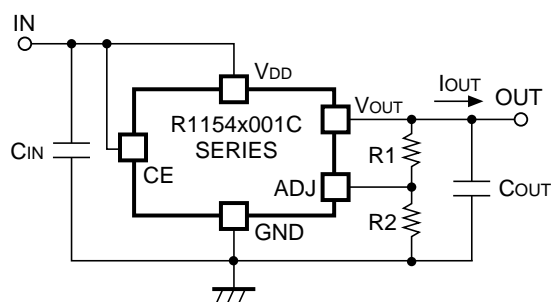 IN
VDD
IOUT
VOUT
OUT
R1154x001C
SERIES
R1
CIN
CE
ADJ
COUT
R2
GND